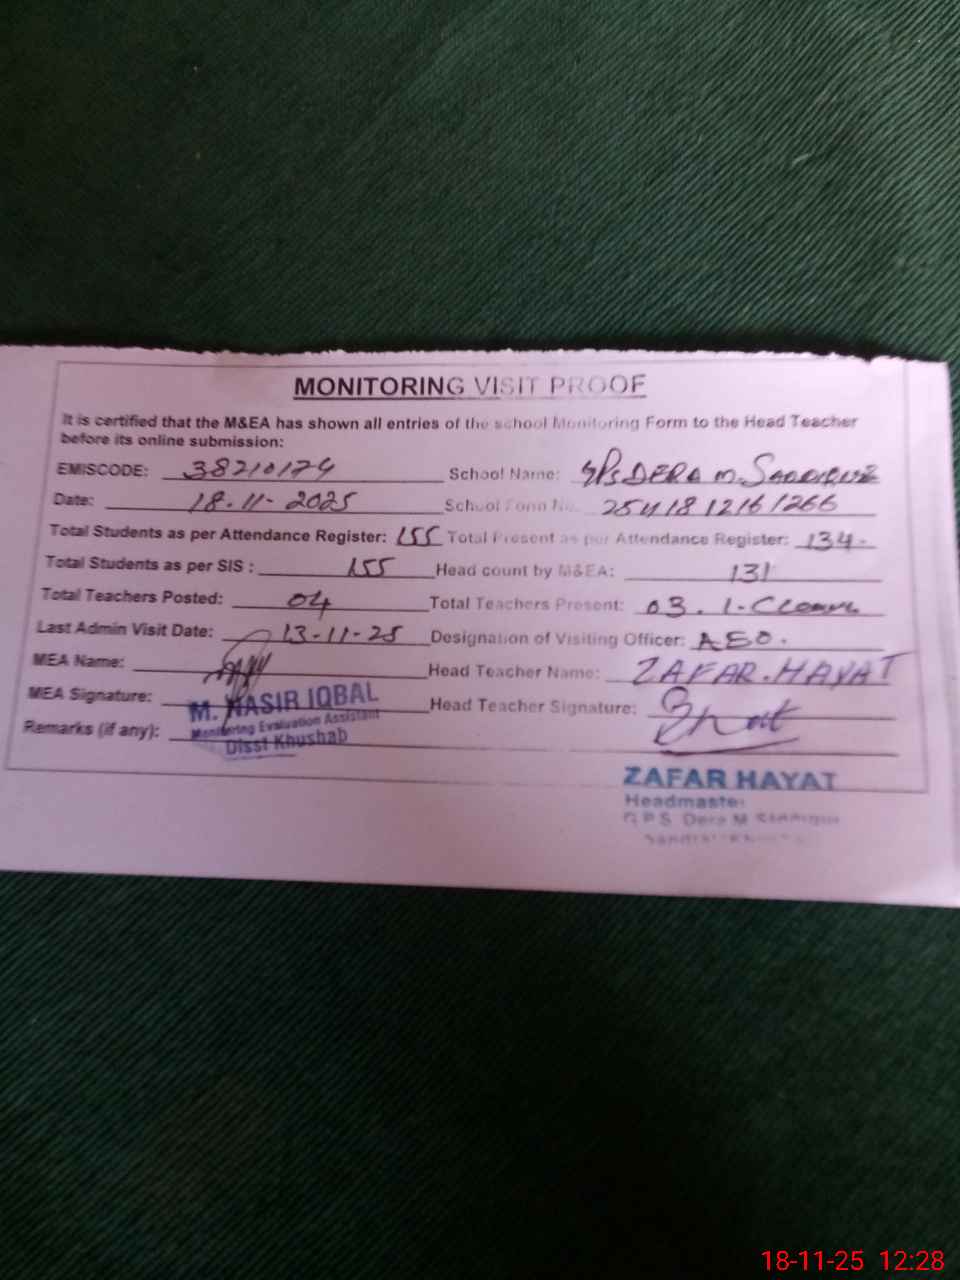 MONITORING VISIT PROOF
It is certified that the M&EA has shown all entries of the school Monitoring Form to the Head Teacher
before its online submission:
EMISCODE: 38210174 School Name: GPS DERA M. SADDIQUE
Date: 18.11-2025 School Form No. 25111812161266
Total Students as per Attendance Register: 155 Total Present as per Attendance Register: 134-
Total Students as per SIS : 155 Head count by M&EA: 131
Total Teachers Posted: 04 Total Teachers Present: 03.
Last Admin Visit Date: 13-11-25 Designation of Visiting Officer: AEO.
MEA Name: Head Teacher Name: ZAFAR.HAYAT
MEA Signature: Head Teacher Signature:
M. NASIR IQBAL
Monitoring Evaluation Assistant
Disst Khushab
Remarks (if any):
ZAFAR HAYAT
Headmaster
G.P.S. Dera M Siddique
18-11-25 12:28